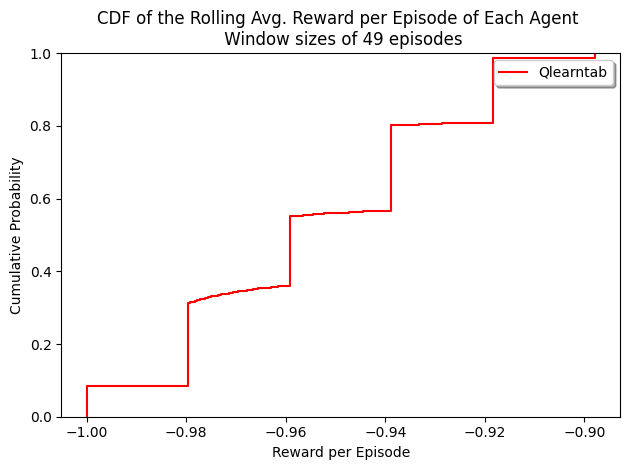 CDF of the Rolling Avg. Reward per Episode of Each Agent
Window sizes of 49 episodes
Qlearntab
1.0
0.8
0.6
0.4
0.2
0.0
Cumulative Probability
−1.00
−0.98
−0.96
−0.94
−0.92
−0.90
Reward per Episode